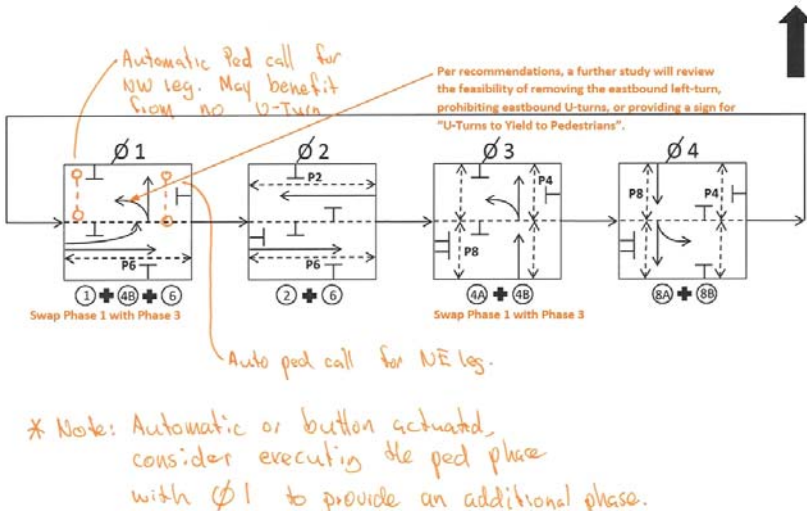 Automatic Ped call for
NW leg. May benefit
from no U-Turn
Per recommendations, a further study will review
the feasibility of removing the eastbound left-turn,
prohibiting eastbound U-turns, or providing a sign for
"U-Turns to Yield to Pedestrians".
Ø1 Ø2 Ø3 Ø4
P2 P4 P8 P4
P6 P6 P8
1 + 4B + 6 2 + 6 4A + 4B 8A + 8B
Swap Phase 1 with Phase 3 Swap Phase 1 with Phase 3
Auto ped call for NE leg.
* Note: Automatic or button actuated,
consider executing the ped phase
with Ø1 to provide an additional phase.